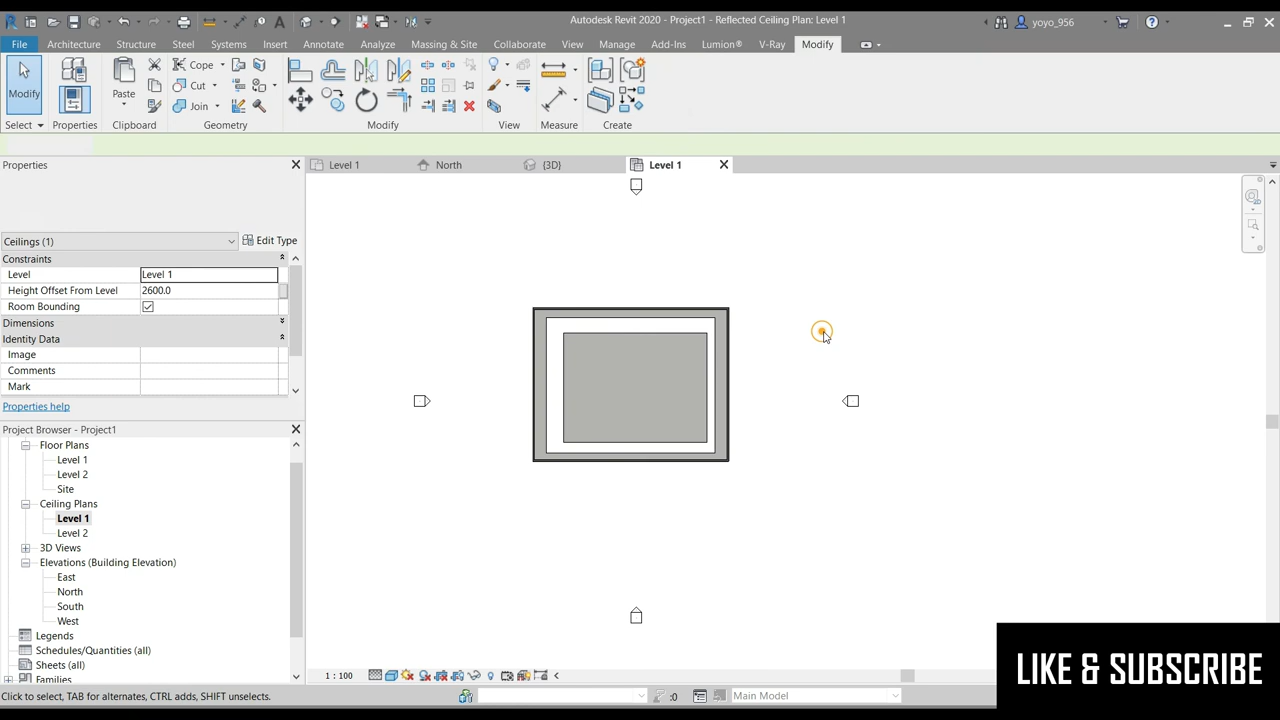 Autodesk Revit 2020 - Project1 - Reflected Ceiling Plan: Level 1
yoyo_956
File Architecture Structure Steel Systems Insert Annotate Analyze Massing & Site Collaborate View Manage Add-Ins Lumion® V-Ray Modify
Modify
Paste
Cope
Cut
Join
Select Properties Clipboard Geometry Modify View Measure Create
Properties
Level 1 North {3D} Level 1
Ceilings (1) Edit Type
Constraints
Level Level 1
Height Offset From Level 2600.0
Room Bounding
Dimensions
Identity Data
Image
Comments
Mark
Properties help
Project Browser - Project1
Floor Plans
Level 1
Level 2
Site
Ceiling Plans
Level 1
Level 2
3D Views
Elevations (Building Elevation)
East
North
South
West
Legends
Schedules/Quantities (all)
Sheets (all)
Families
1 : 100
Click to select, TAB for alternates, CTRL adds, SHIFT unselects.
:0
Main Model
LIKE & SUBSCRIBE